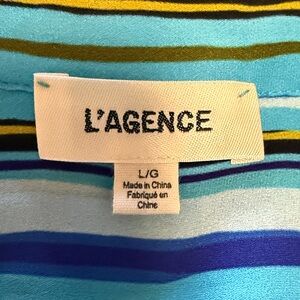 L'AGENCE
L/G
Made in China
Fabriqué en
Chine